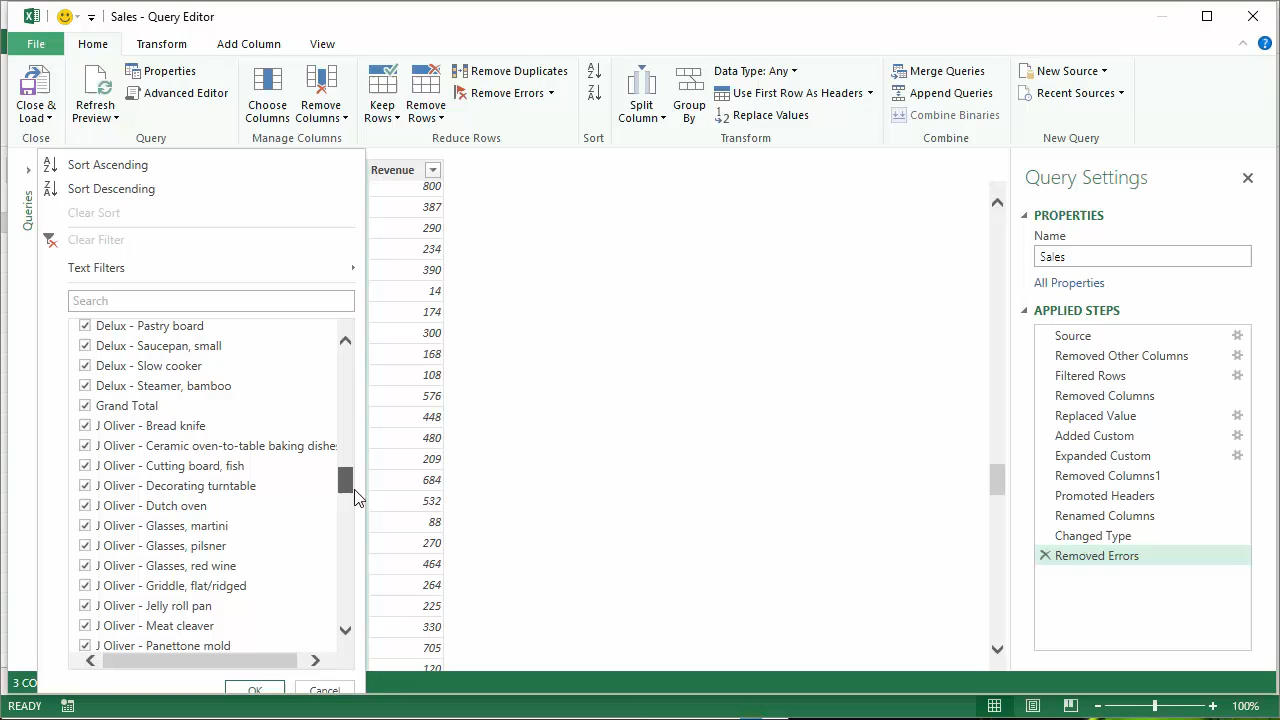 Sales - Query Editor
File Home Transform Add Column View
Close & Load
Close
Refresh Preview
Properties
Advanced Editor
Query
Choose Columns
Remove Columns
Manage Columns
Keep Rows
Remove Rows
Remove Duplicates
Remove Errors
Reduce Rows
Sort
Split Column
Group By
Data Type: Any
Use First Row As Headers
Replace Values
Transform
Merge Queries
Append Queries
Combine Binaries
Combine
New Source
Recent Sources
New Query
Queries
Sort Ascending
Sort Descending
Clear Sort
Clear Filter
Text Filters
Search
Delux - Pastry board
Delux - Saucepan, small
Delux - Slow cooker
Delux - Steamer, bamboo
Grand Total
J Oliver - Bread knife
J Oliver - Ceramic oven-to-table baking dishes
J Oliver - Cutting board, fish
J Oliver - Decorating turntable
J Oliver - Dutch oven
J Oliver - Glasses, martini
J Oliver - Glasses, pilsner
J Oliver - Glasses, red wine
J Oliver - Griddle, flat/ridged
J Oliver - Jelly roll pan
J Oliver - Meat cleaver
J Oliver - Panettone mold
OK Cancel
Revenue
800
387
290
234
390
14
174
300
168
108
576
448
480
209
684
532
88
270
464
264
225
330
705
120
Query Settings
PROPERTIES
Name
Sales
All Properties
APPLIED STEPS
Source
Removed Other Columns
Filtered Rows
Removed Columns
Replaced Value
Added Custom
Expanded Custom
Removed Columns1
Promoted Headers
Renamed Columns
Changed Type
Removed Errors
3 CO
READY
100%